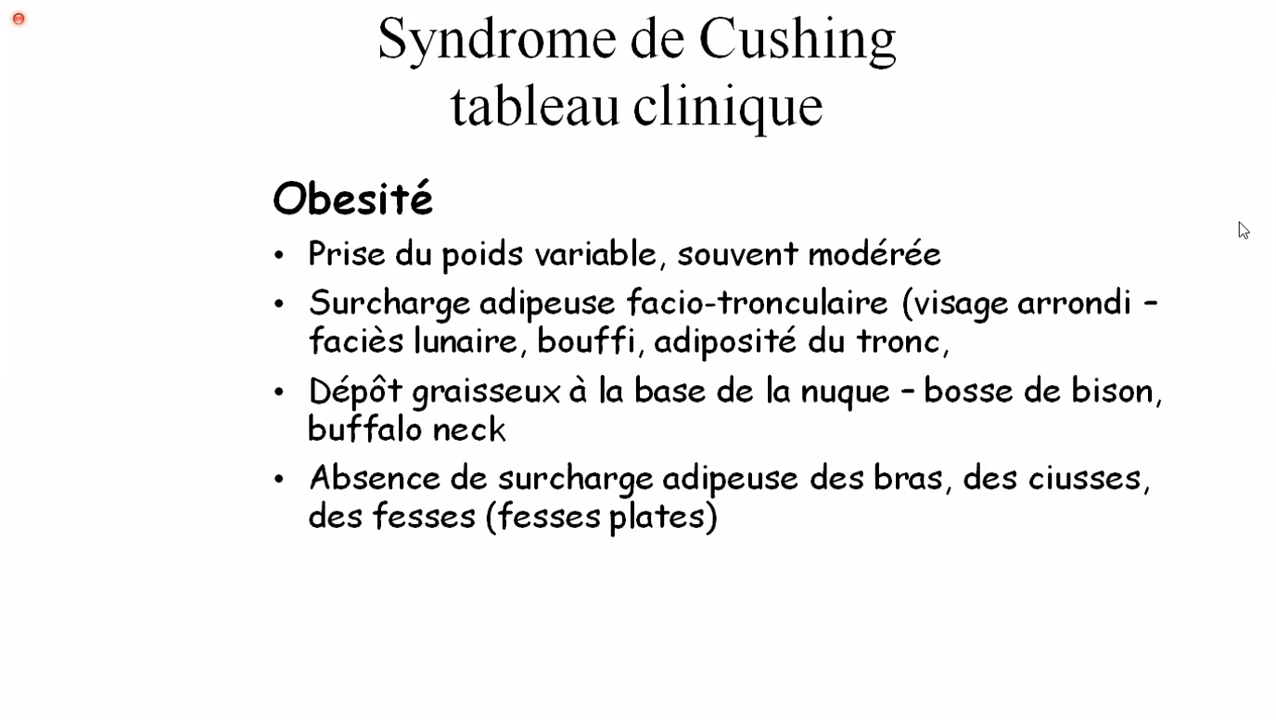 Syndrome de Cushing
tableau clinique
Obesité
• Prise du poids variable, souvent modérée
• Surcharge adipeuse facio-tronculaire (visage arrondi –
faciès lunaire, bouffi, adiposité du tronc,
• Dépôt graisseux à la base de la nuque – bosse de bison,
buffalo neck
• Absence de surcharge adipeuse des bras, des ciusses,
des fesses (fesses plates)